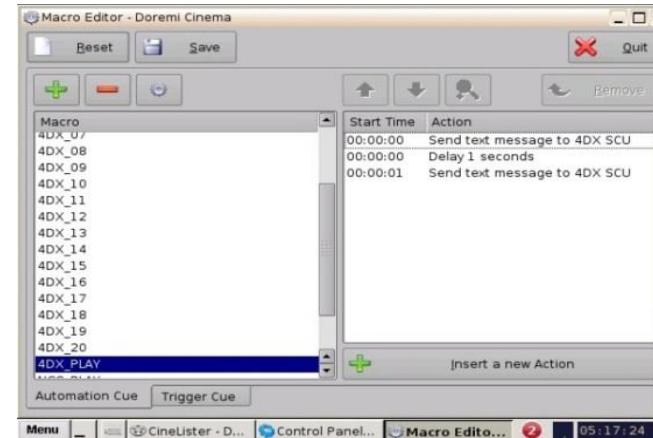 Macro Editor - Doremi Cinema
Reset
Save
Quit
Remove
Macro
4DX_07
4DX_08
4DX_09
4DX_10
4DX_11
4DX_12
4DX_13
4DX_14
4DX_15
4DX_16
4DX_17
4DX_18
4DX_19
4DX_20
4DX_PLAY
Start Time Action
00:00:00 Send text message to 4DX SCU
00:00:00 Delay 1 seconds
00:00:01 Send text message to 4DX SCU
Insert a new Action
Automation Cue Trigger Cue
Menu CineLister - D... Control Panel... Macro Edito... 2 05:17:24